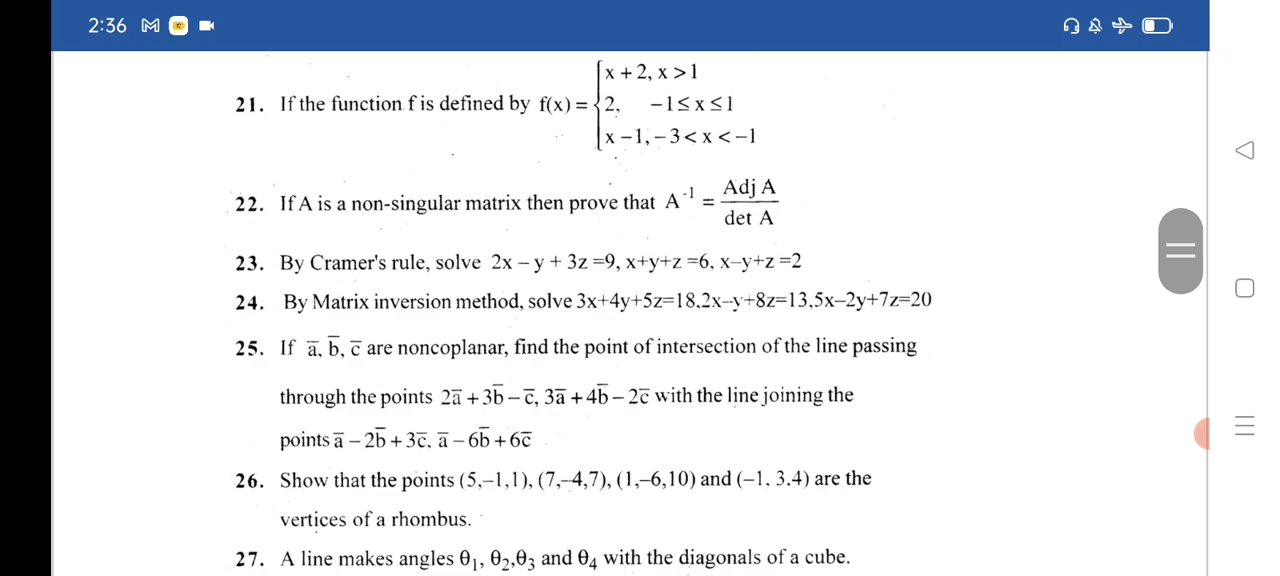 2:36
21. If the function f is defined by f(x) = { x + 2, x > 1
2, −1 ≤ x ≤ 1
x − 1, − 3 < x < −1
22. If A is a non-singular matrix then prove that A⁻¹ = Adj A / det A
23. By Cramer's rule, solve 2x − y + 3z =9, x+y+z =6, x−y+z =2
24. By Matrix inversion method, solve 3x+4y+5z=18,2x−y+8z=13,5x−2y+7z=20
25. If a̅, b̅, c̅ are noncoplanar, find the point of intersection of the line passing
through the points 2a̅ + 3b̅ − c̅, 3a̅ + 4b̅ − 2c̅ with the line joining the
points a̅ − 2b̅ + 3c̅, a̅ − 6b̅ + 6c̅
26. Show that the points (5,−1,1), (7,−4,7), (1,−6,10) and (−1, 3,4) are the
vertices of a rhombus.
27. A line makes angles θ₁, θ₂,θ₃ and θ₄ with the diagonals of a cube.